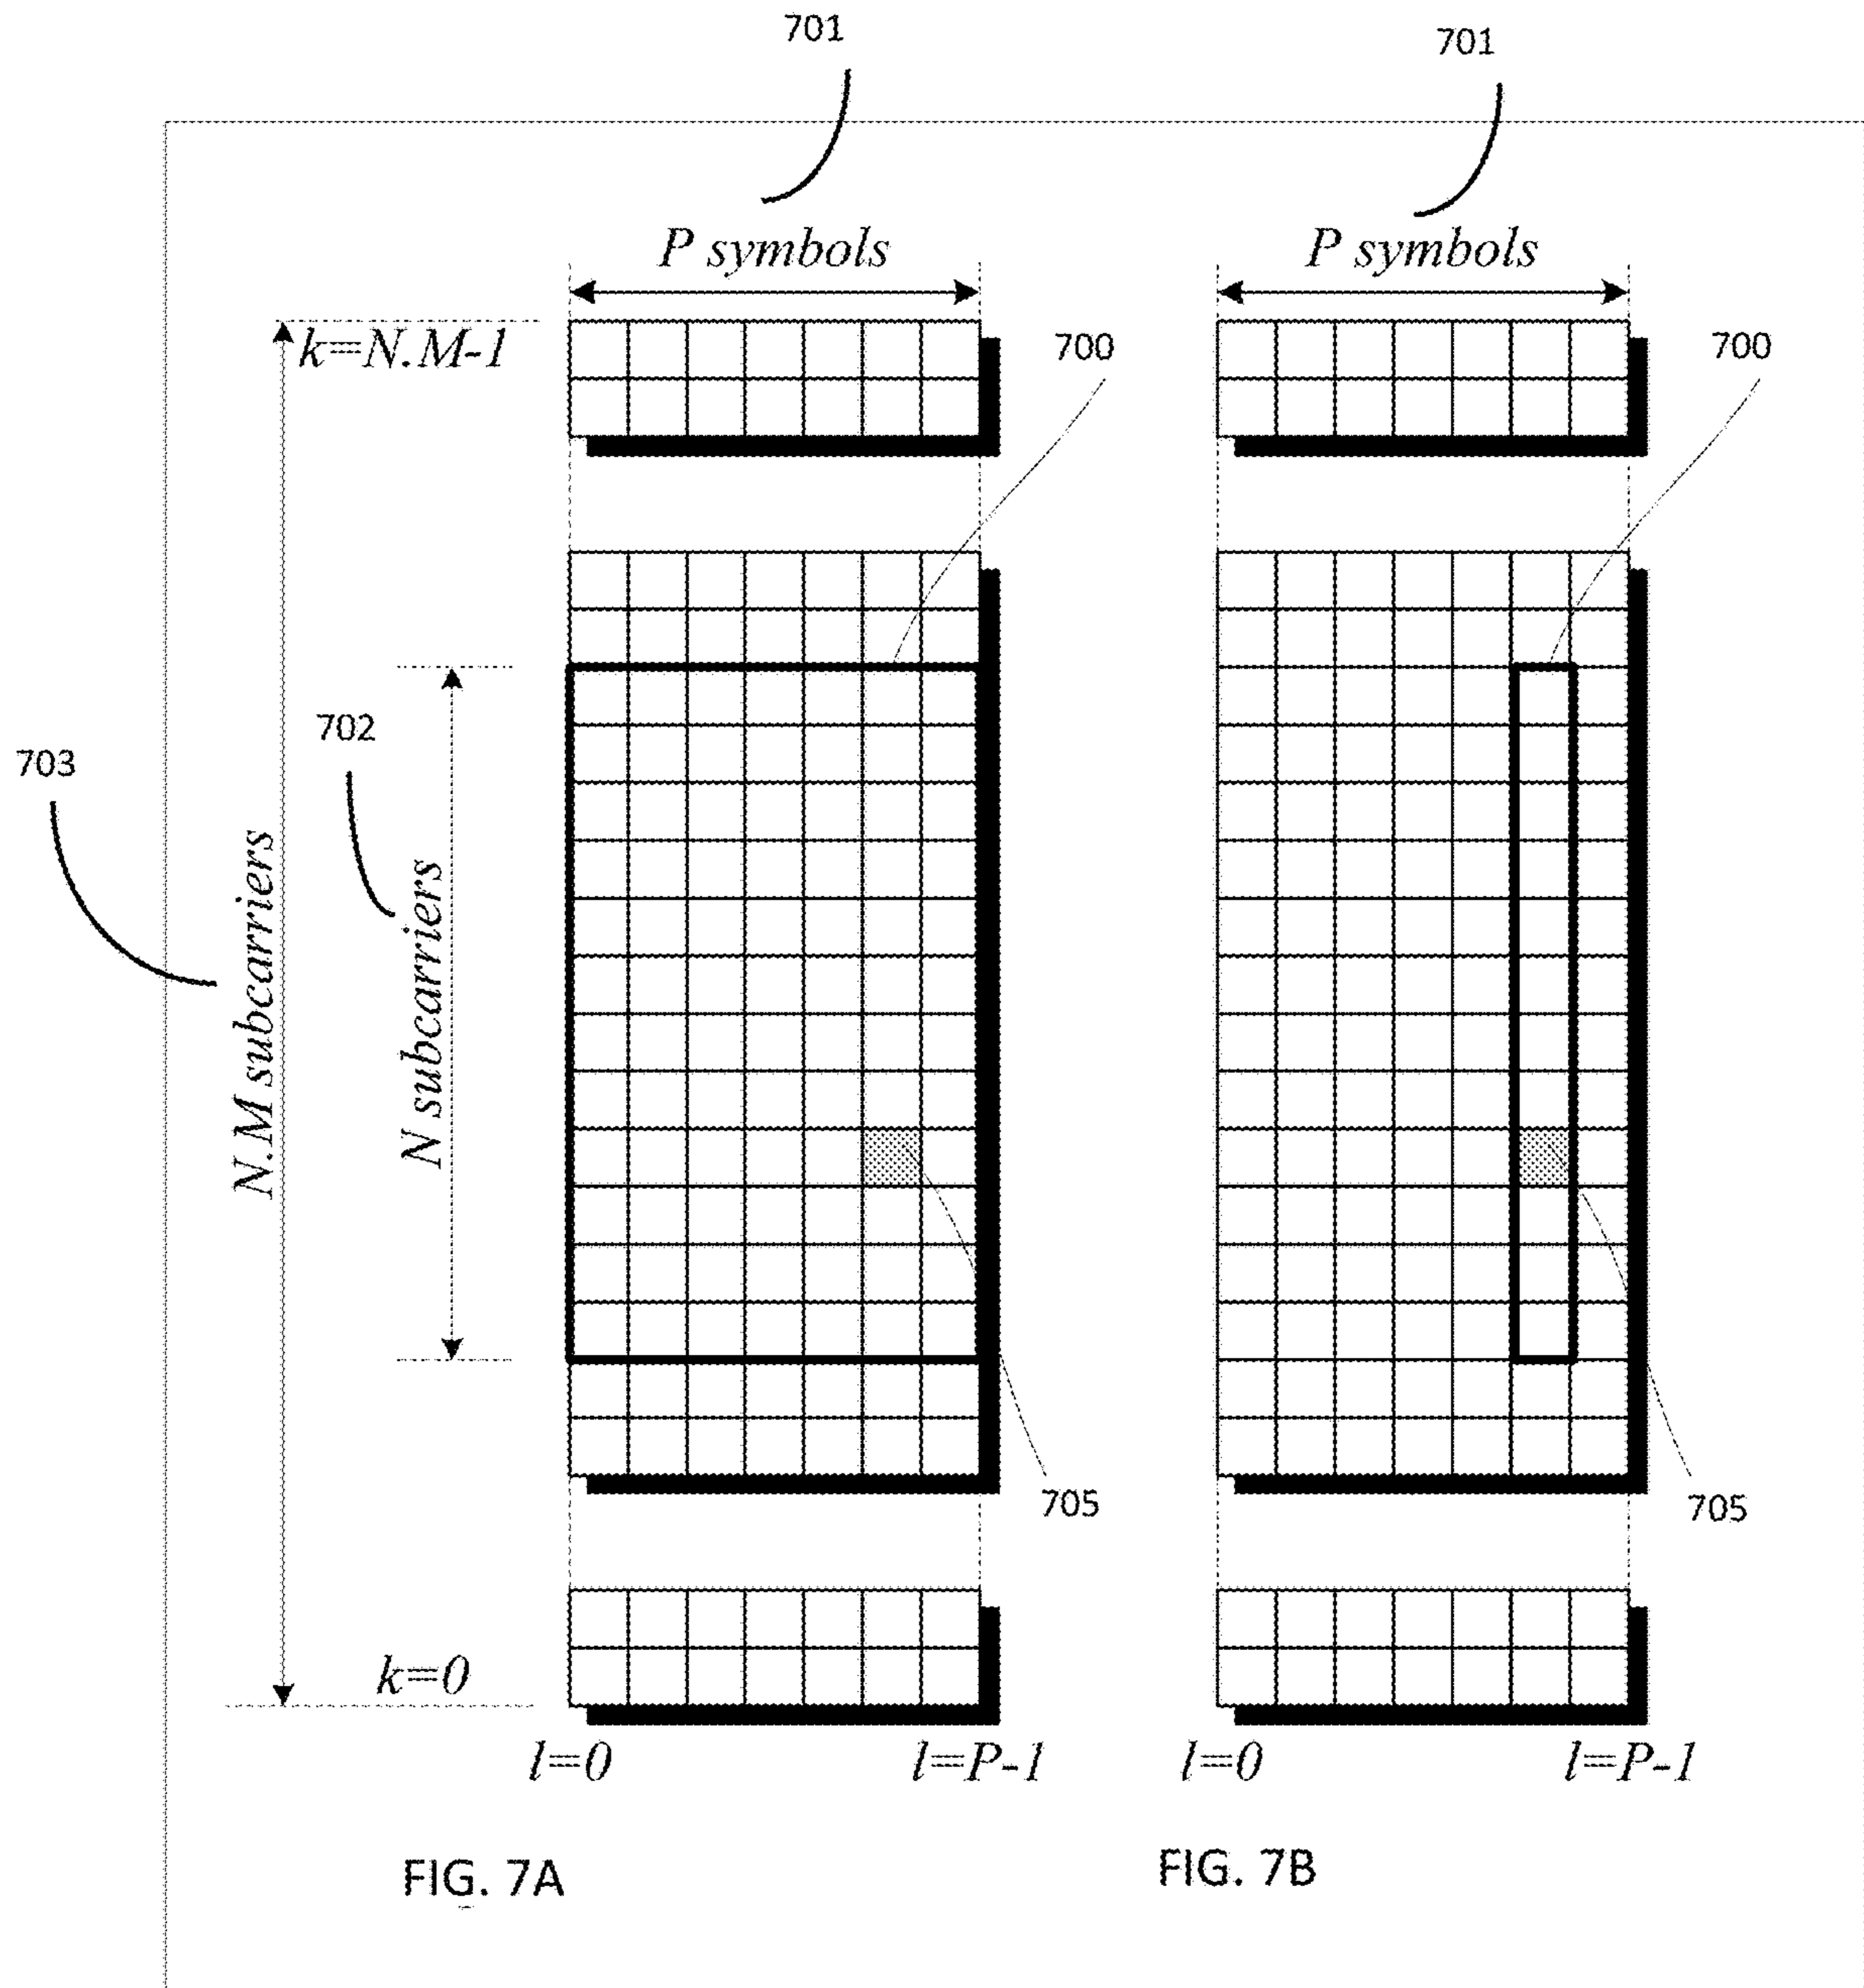 701
701
P symbols
P symbols
k=N.M-1
700
700
702
703
N.M subcarriers
N subcarriers
705
705
k=0
l=0
l=P-1
l=0
l=P-1
FIG. 7A
FIG. 7B